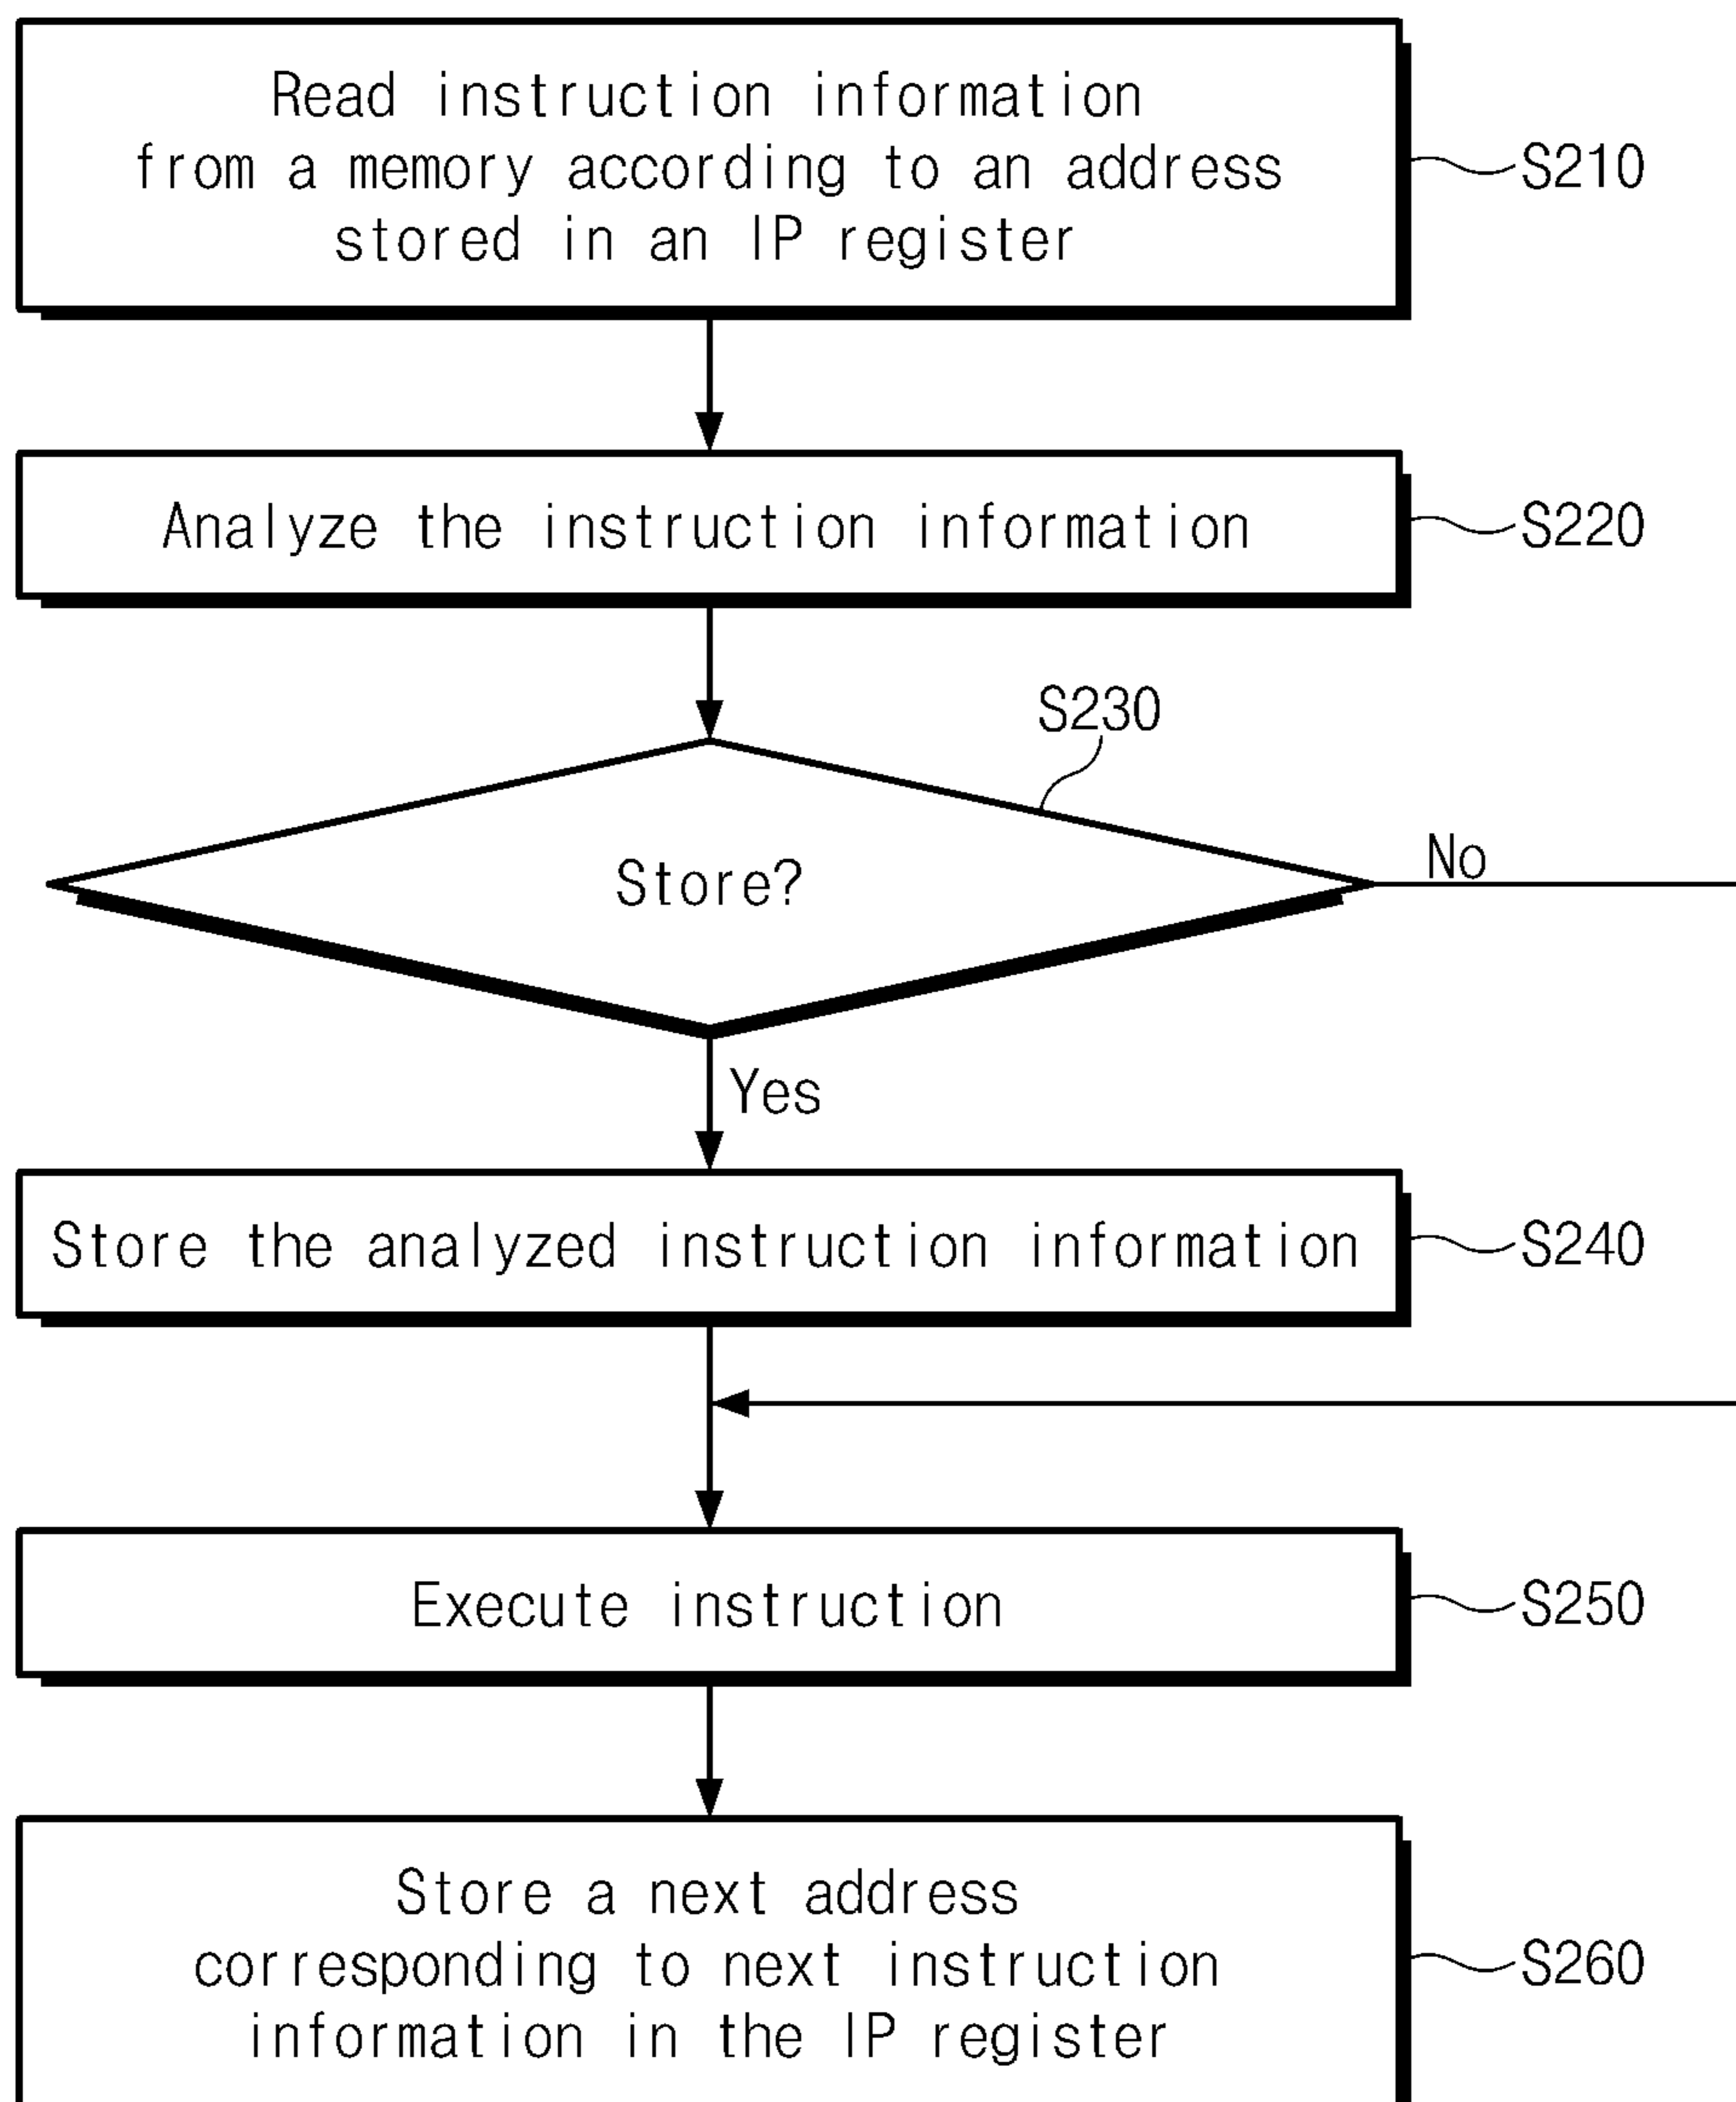 Read instruction information
from a memory according to an address
stored in an IP register
S210
Analyze the instruction information
S220
S230
Store?
No
Yes
Store the analyzed instruction information
S240
Execute instruction
S250
Store a next address
corresponding to next instruction
information in the IP register
S260